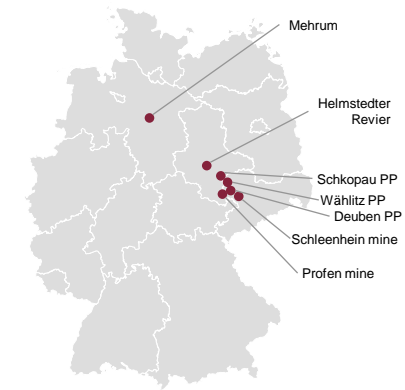 Mehrum
Helmstedter
Revier
Schkopau PP
Wählitz PP
Deuben PP
Schleenhein mine
Profen mine